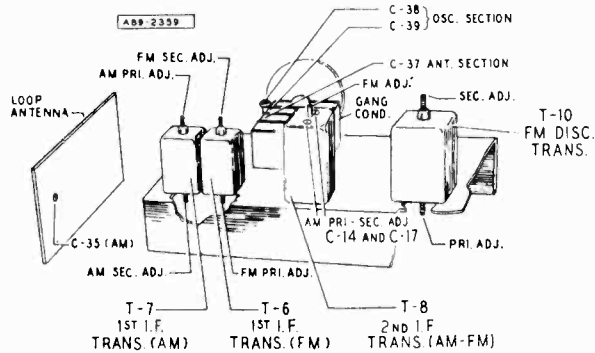 A89-2359
C-38
C-39
OSC. SECTION
FM SEC. ADJ.
C-37 ANT. SECTION
AM PRI. ADJ.
FM ADJ.
LOOP
ANTENNA
GANG
COND.
SEC. ADJ.
T-10
FM DISC.
TRANS.
C-35 (AM)
AM PRI-SEC ADJ
C-14 AND C-17
PRI. ADJ.
AM SEC. ADJ.
FM PRI. ADJ.
T-7
1ST I.F.
TRANS. (AM)
T-6
1ST I.F.
TRANS. (FM)
T-8
2ND I.F
TRANS. (AM-FM)